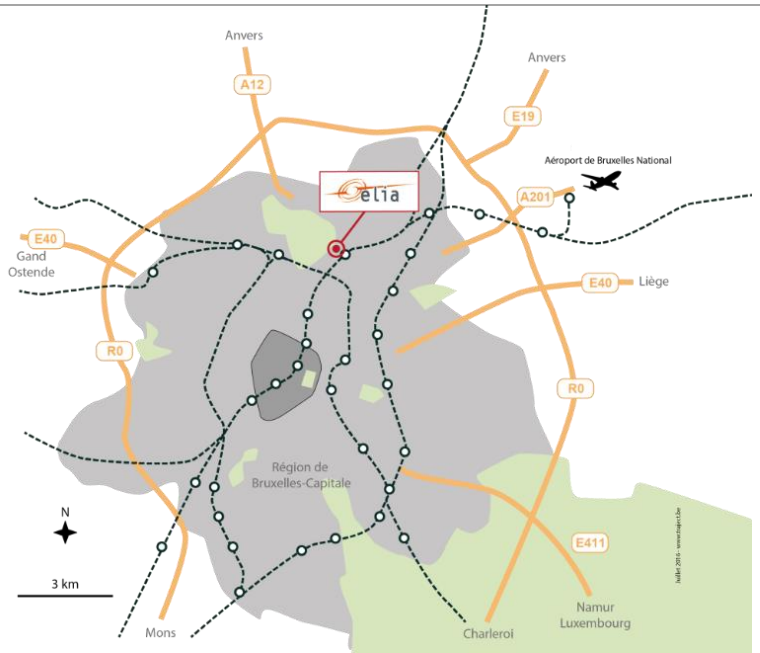 Anvers
Anvers
A12
E19
Aéroport de Bruxelles National
elia
A201
E40
Gand
Ostende
E40
Liège
R0
R0
Région de
Bruxelles-Capitale
N
E411
3 km
Mons
Charleroi
Namur
Luxembourg